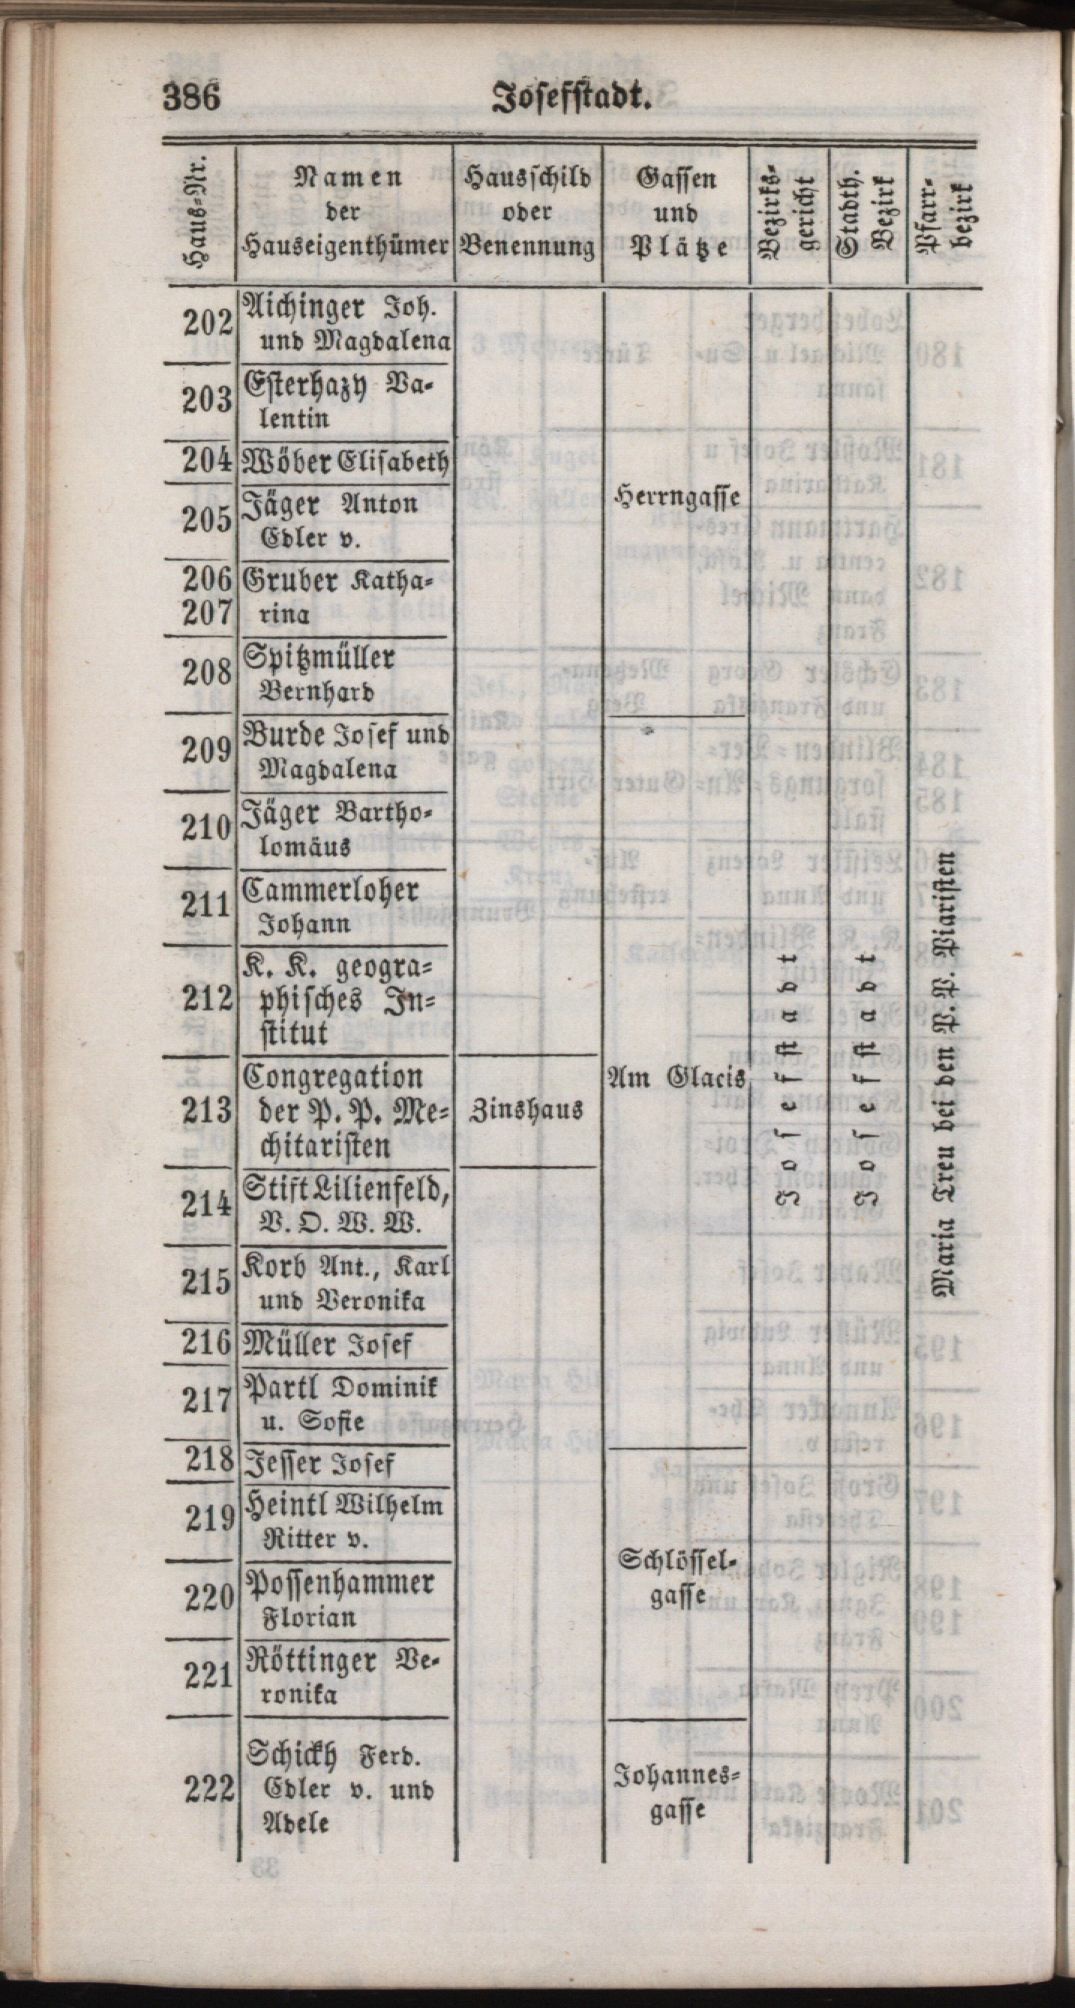 386
Josefstadt.
Haus-Nr.
Namen
der
Hauseigenthümer
Hausschild
oder
Benennung
Gassen
und
Plätze
Bezirks-
gericht
Stadth.
Bezirk
Pfarr-
bezirk
202
Aichinger Joh.
und Magdalena
203
Esterhazy Va-
lentin
204
Wöber Elisabeth
205
Jäger Anton
Edler v.
206
207
Gruber Katha-
rina
208
Spitzmüller
Bernhard
Herrngasse
209
Burde Josef und
Magdalena
210
Jäger Bartho-
lomäus
211
Cammerloher
Johann
212
K. K. geogra-
phisches In-
stitut
213
Congregation
der P. P. Me-
chitaristen
Zinshaus
214
Stift Lilienfeld,
V. O. W. W.
215
Korb Ant., Karl
und Veronika
216
Müller Josef
217
Partl Dominik
u. Sofie
Am Glacis
218
Jesser Josef
219
Heintl Wilhelm
Ritter v.
220
Possenhammer
Florian
221
Röttinger Ve-
ronika
Schlössel-
gasse
222
Schickh Ferd.
Edler v. und
Adele
Johannes-
gasse
Josefstadt
Josefstadt
Maria Treu bei den P. P. Piaristen